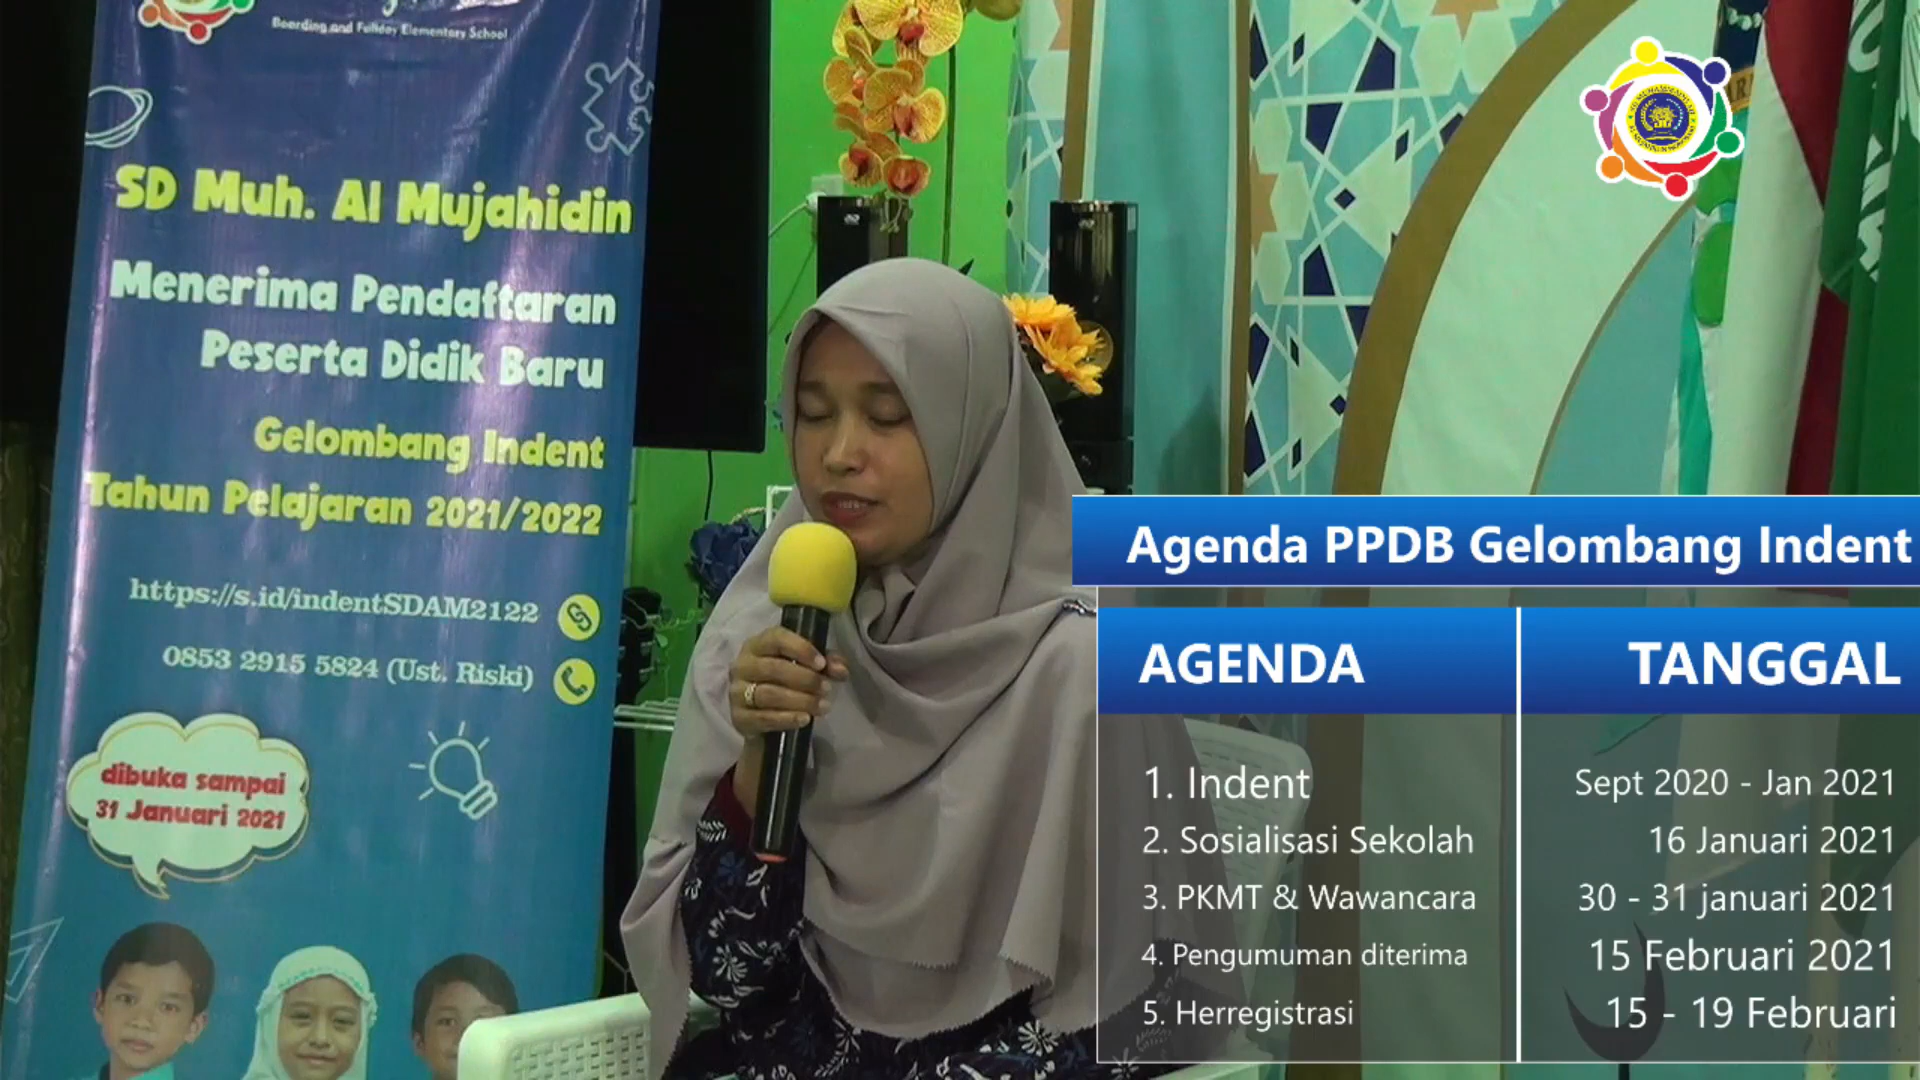 Boarding and Fullday Elementary School
SD Muh. Al Mujahidin
Menerima Pendaftaran
Peserta Didik Baru
Gelombang Indent
Tahun Pelajaran 2021/2022
https://s.id/indentSDAM2122
0853 2915 5824 (Ust. Riski)
dibuka sampai
31 Januari 2021
Agenda PPDB Gelombang Indent
AGENDA TANGGAL
1. Indent Sept 2020 - Jan 2021
2. Sosialisasi Sekolah 16 Januari 2021
3. PKMT & Wawancara 30 - 31 januari 2021
4. Pengumuman diterima 15 Februari 2021
5. Herregistrasi 15 - 19 Februari